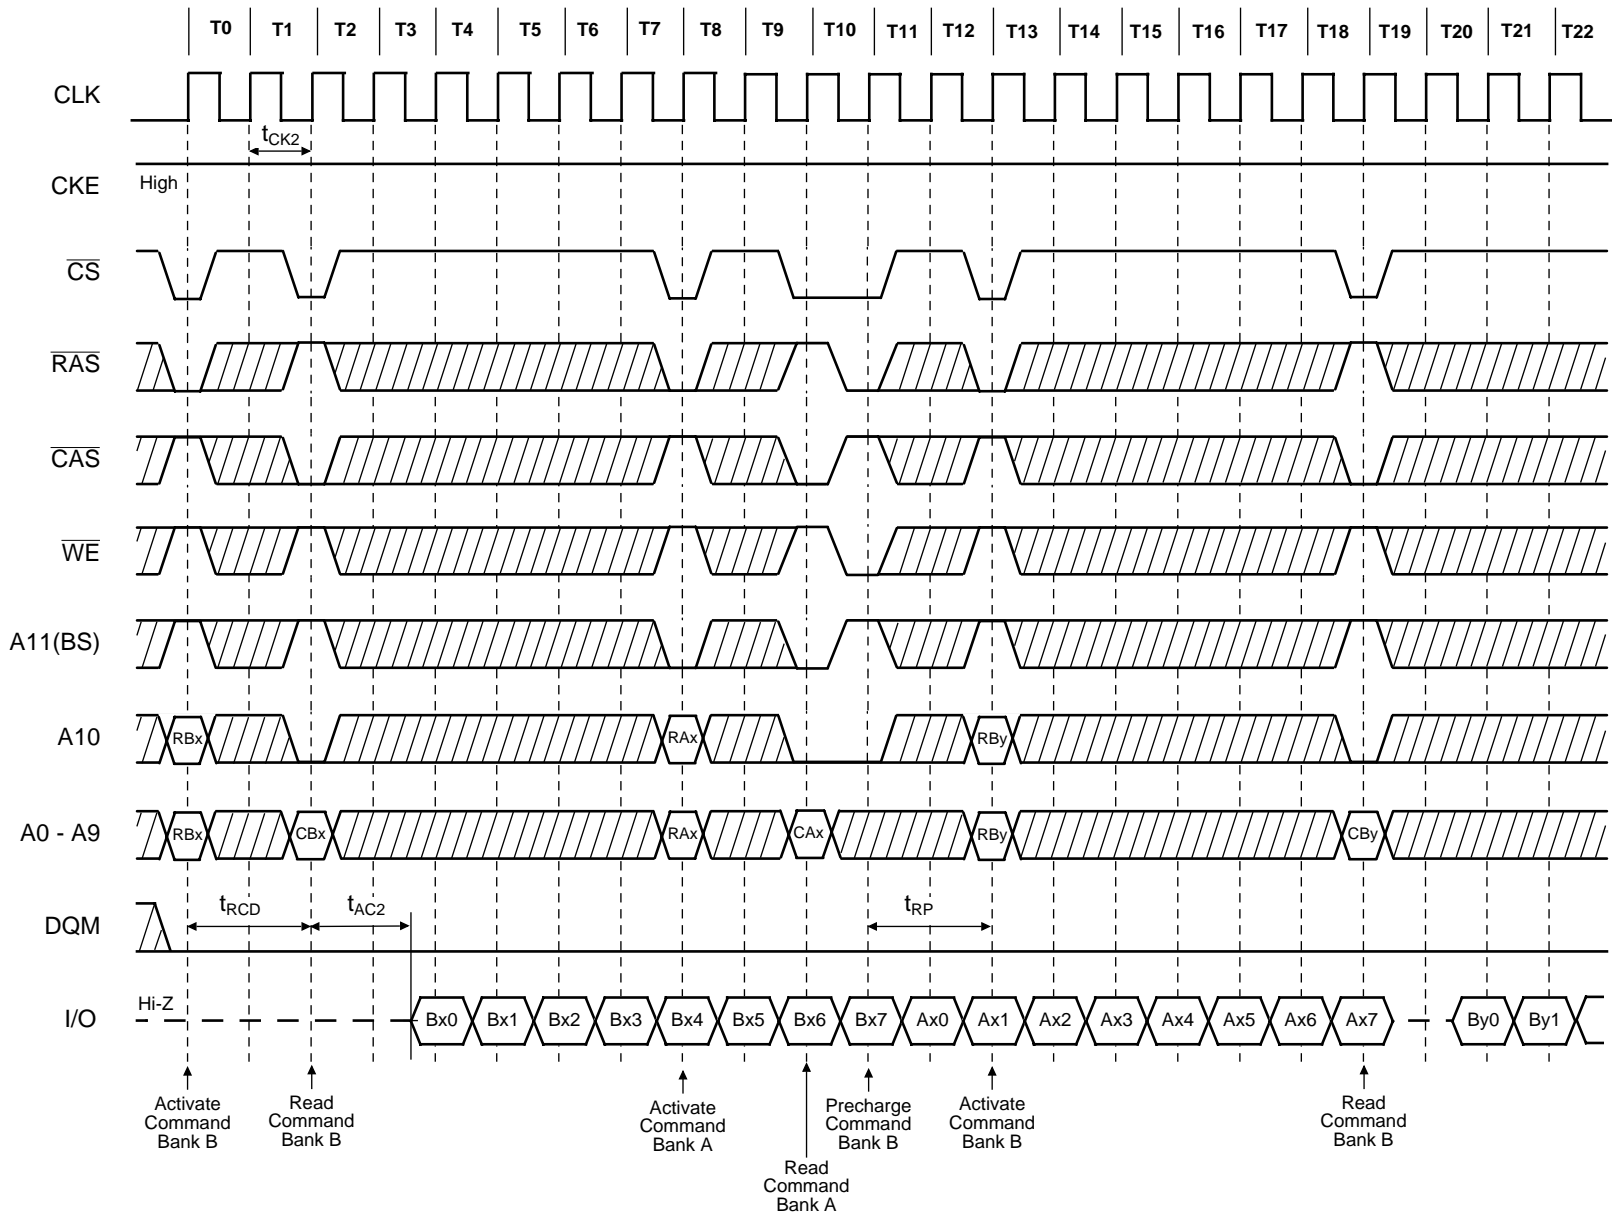 T0 T1 T2 T3 T4 T5 T6 T7 T8 T9 T10 T11 T12 T13 T14 T15 T16 T17 T18 T19 T20 T21 T22
CLK
tCK2
CKE
High
CS
RAS
CAS
WE
A11(BS)
A10
RBx RAx RBy
A0 - A9
RBx CBx RAx CAx RBy CBy
DQM
tRCD tAC2 tRP
I/O
Hi-Z
Bx0 Bx1 Bx2 Bx3 Bx4 Bx5 Bx6 Bx7 Ax0 Ax1 Ax2 Ax3 Ax4 Ax5 Ax6 Ax7 By0 By1
Activate
Command
Bank B
Read
Command
Bank B
Activate
Command
Bank A
Read
Command
Bank A
Precharge
Command
Bank B
Activate
Command
Bank B
Read
Command
Bank B